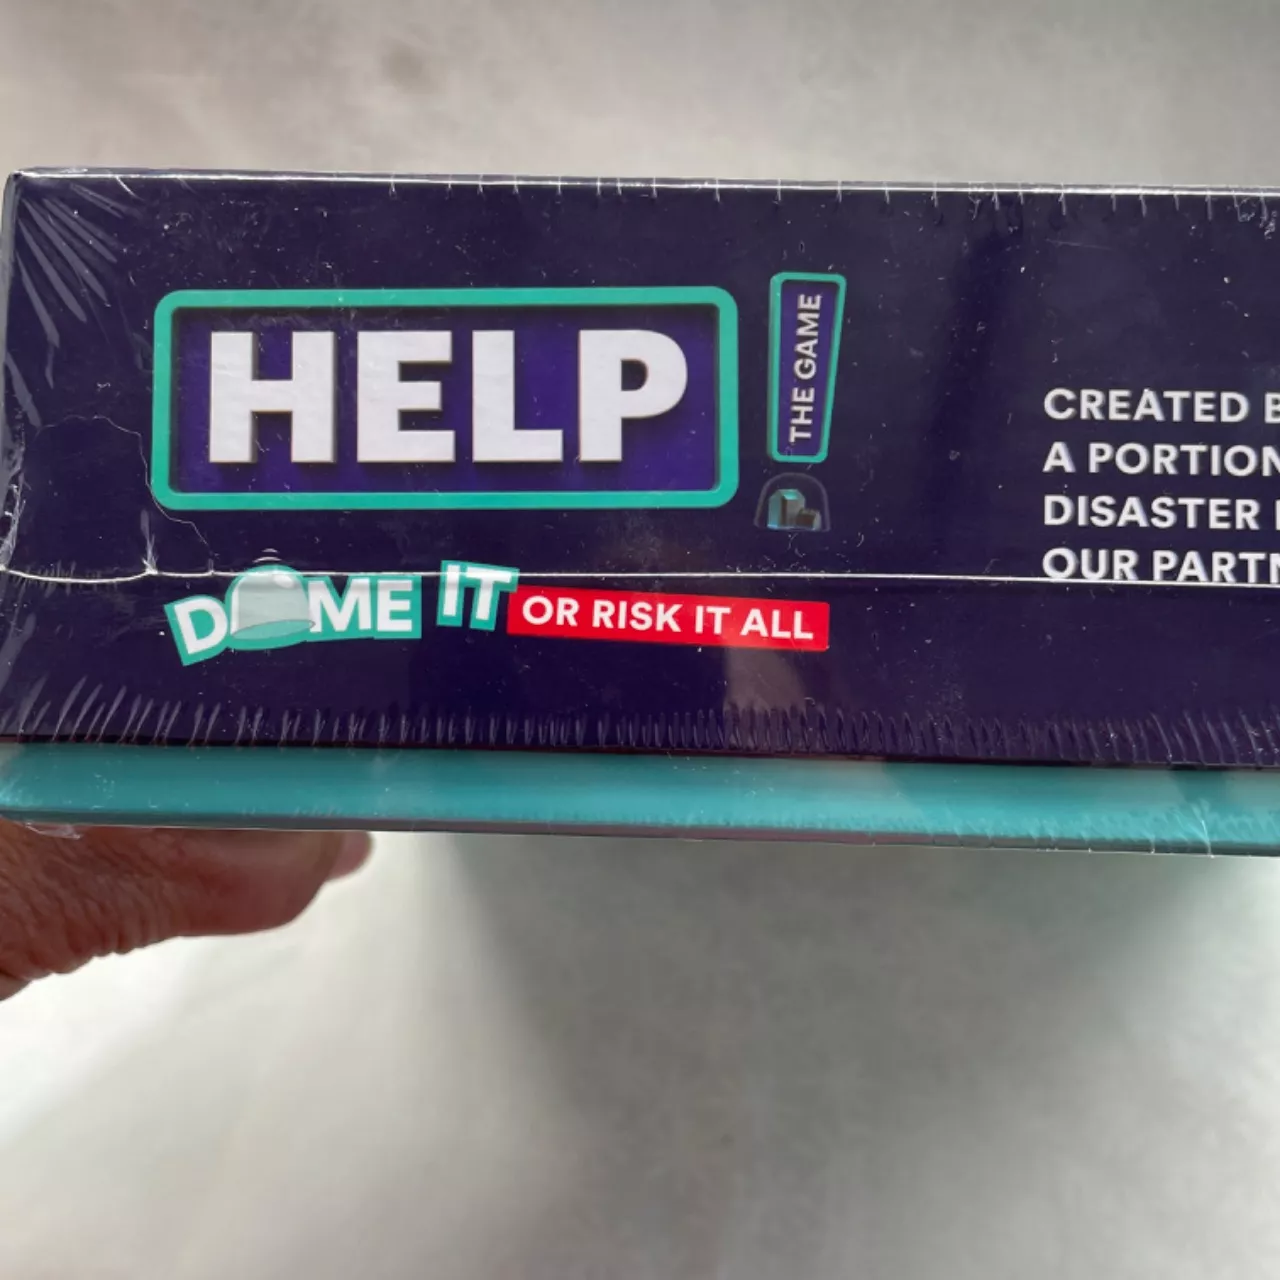 HELP
THE GAME
DOME IT OR RISK IT ALL
CREATED
A PORTION
DISASTER
OUR